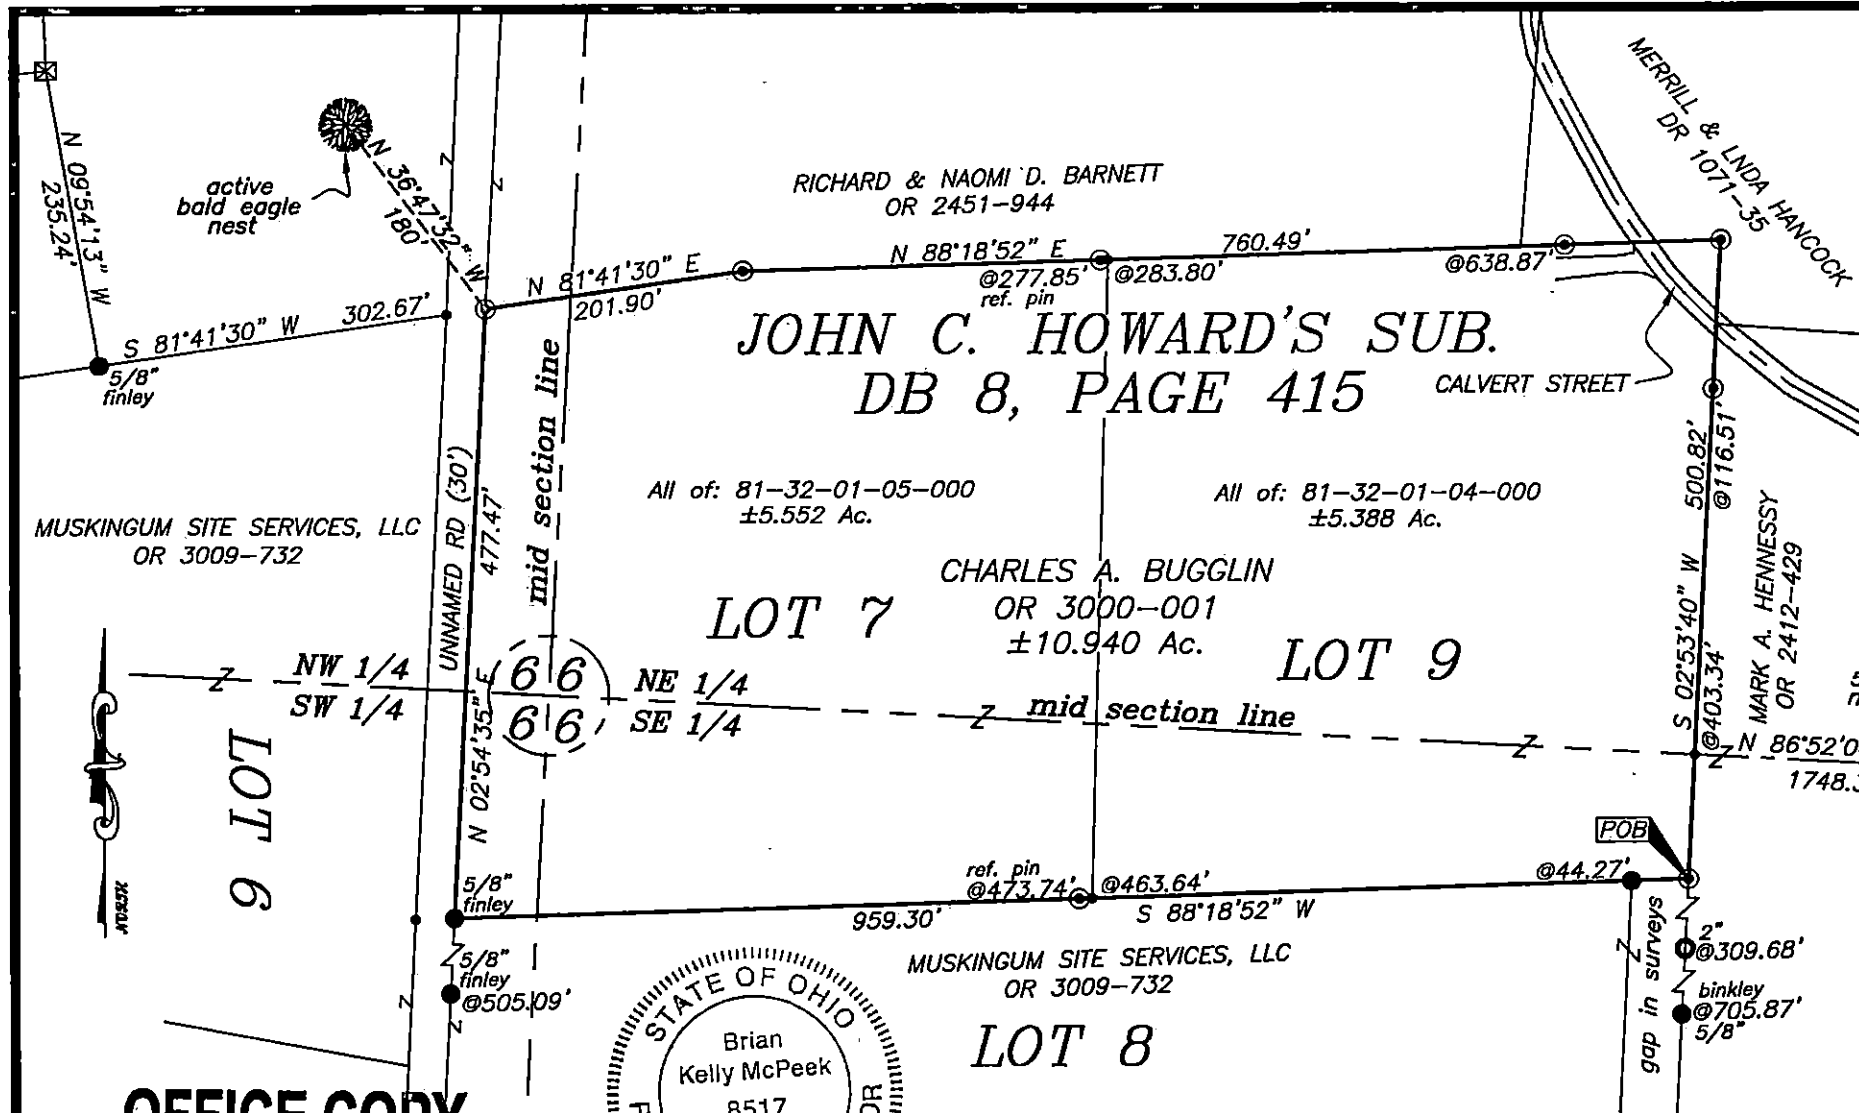 MERRILL & LNDA HANCOCK
DR 1071-35
N 09°54'13" W
235.24'
active
bald eagle
nest
N 36°47'32" W
180'
RICHARD & NAOMI D. BARNETT
OR 2451-944
N 81°41'30" E
201.90'
N 88°18'52" E
760.49'
@277.85'
ref. pin
@283.80'
@638.87'
S 81°41'30" W
302.67'
5/8"
finley
JOHN C. HOWARD'S SUB.
DB 8, PAGE 415
CALVERT STREET
mid section line
UNNAMED RD (30')
477.47'
N 02°54'35" E
All of: 81-32-01-05-000
±5.552 Ac.
All of: 81-32-01-04-000
±5.388 Ac.
500.82'
@116.51'
S 02°53'40" W
@403.34'
MARK A. HENNESSY
OR 2412-429
MUSKINGUM SITE SERVICES, LLC
OR 3009-732
CHARLES A. BUGGLIN
OR 3000-001
±10.940 Ac.
LOT 7
LOT 9
NW 1/4
SW 1/4
6 6
6 6
NE 1/4
SE 1/4
mid section line
N 86°52'0
1748.3
LOT 6
POB
5/8"
finley
ref. pin
@473.74'
@463.64'
@44.27'
959.30'
S 88°18'52" W
5/8"
finley
@505.09'
MUSKINGUM SITE SERVICES, LLC
OR 3009-732
LOT 8
gap in surveys
2"
@309.68'
binkley
@705.87'
5/8"
STATE OF OHIO
Brian
Kelly McPeek
8517
OFFICE COPY